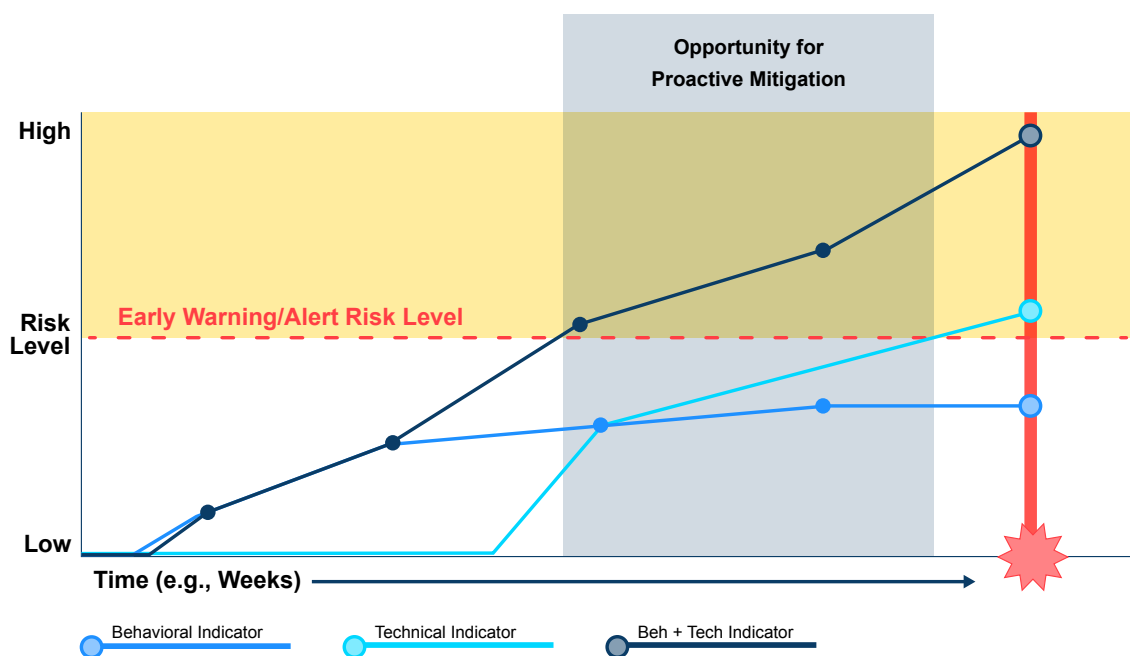 Opportunity for
Proactive Mitigation
High
Early Warning/Alert Risk Level
Risk
Level
Low
Time (e.g., Weeks)
Behavioral Indicator
Technical Indicator
Beh + Tech Indicator